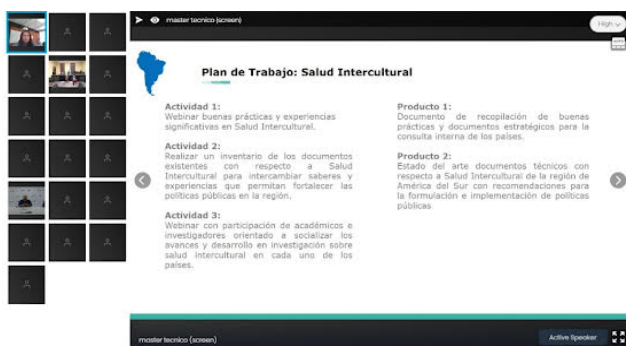 master tecnico (screen)
High
Plan de Trabajo: Salud Intercultural
Actividad 1:
Webinar buenas prácticas y experiencias
significativas en Salud Intercultural.
Actividad 2:
Realizar un inventario de los documentos
existentes con respecto a Salud
Intercultural para intercambiar saberes y
experiencias que permitan fortalecer las
políticas públicas en la región.
Actividad 3:
Webinar con participación de académicos e
investigadores orientado a socializar los
avances y desarrollo en investigación sobre
salud intercultural en cada uno de los
países.
Producto 1:
Documento de recopilación de buenas
prácticas y documentos estratégicos para la
consulta interna de los países.
Producto 2:
Estado del arte documentos técnicos con
respecto a Salud Intercultural de la región de
América del Sur con recomendaciones para
la formulación e implementación de políticas
públicas
master tecnico (screen)
Active Speaker